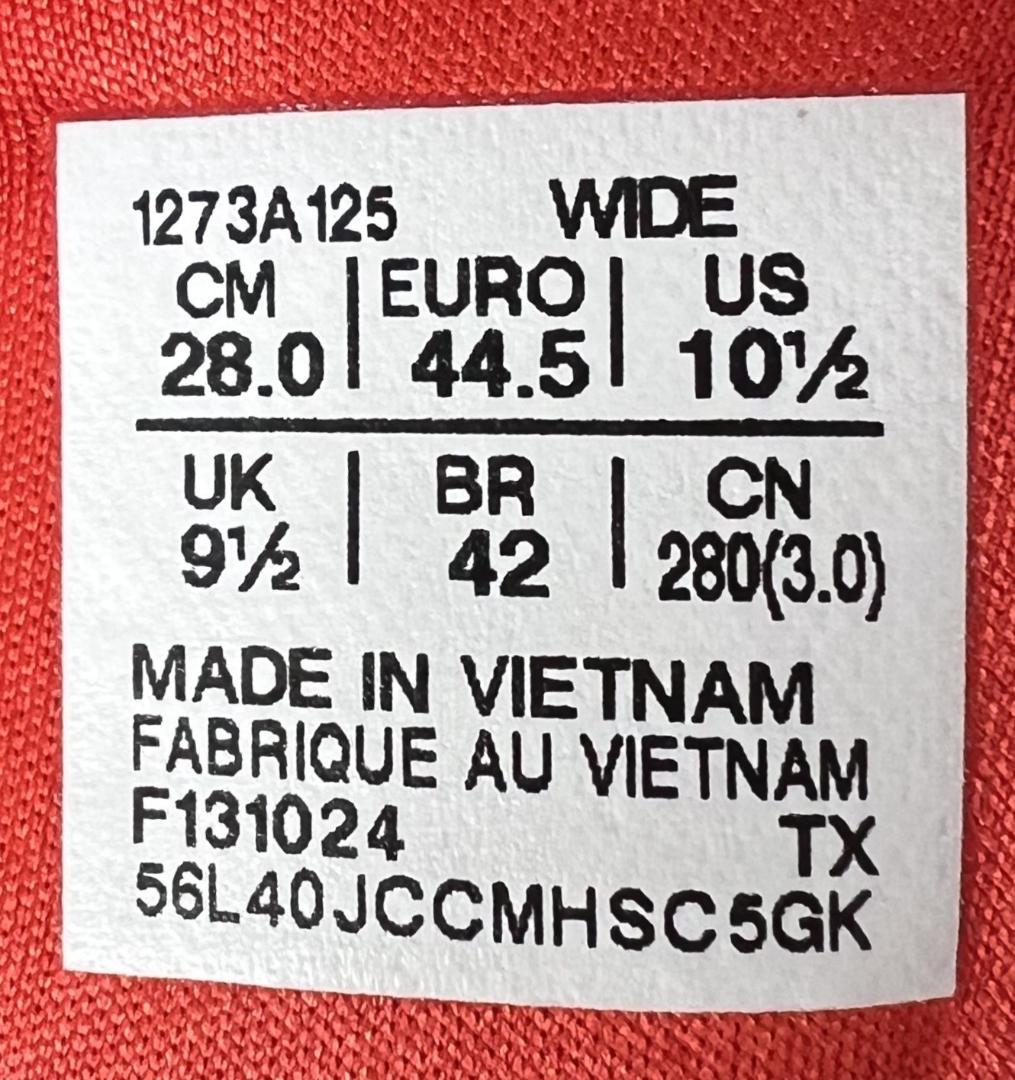 1273A125 WIDE
CM | EURO | US
28.0 | 44.5 | 10½
UK | BR | CN
9½ | 42 | 280(3.0)
MADE IN VIETNAM
FABRIQUE AU VIETNAM
F131024 TX
56L40JCCMHSC5GK